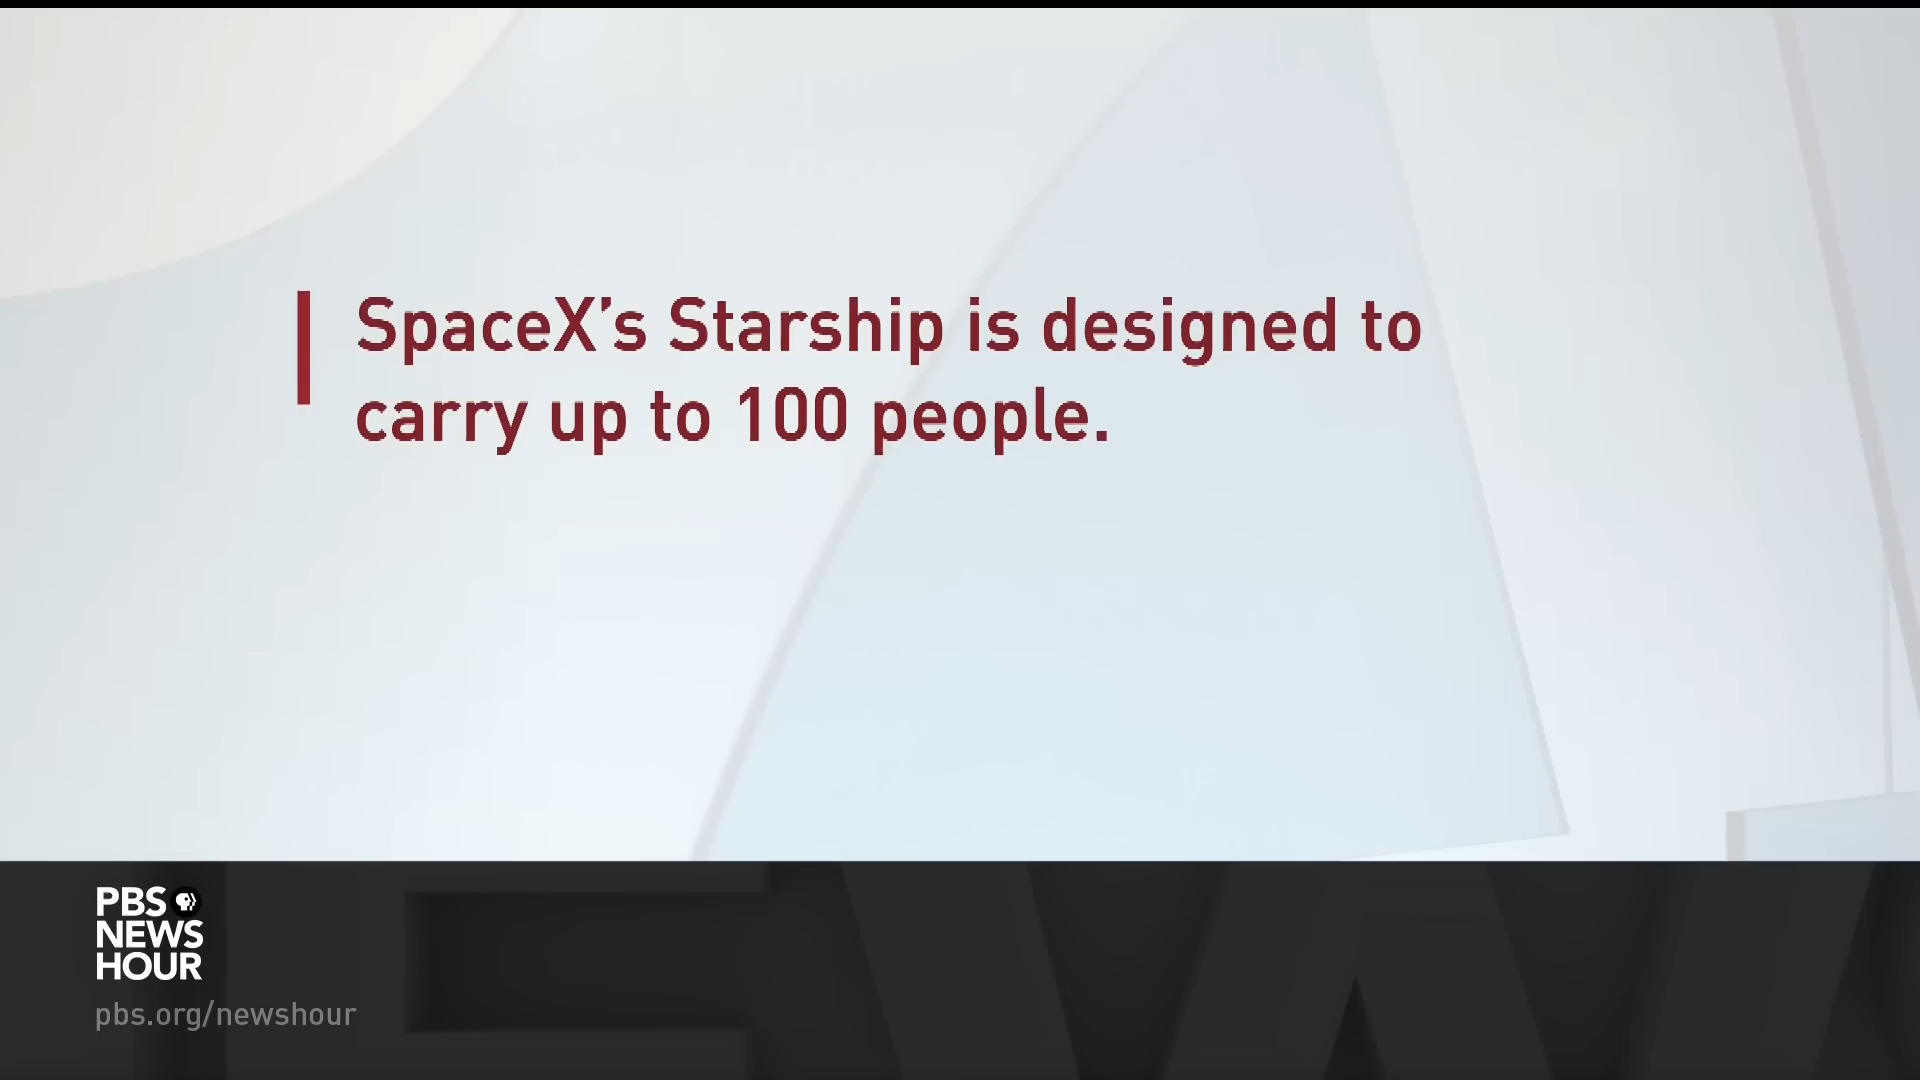 SpaceX’s Starship is designed to
carry up to 100 people.
PBS
NEWS
HOUR
pbs.org/newshour